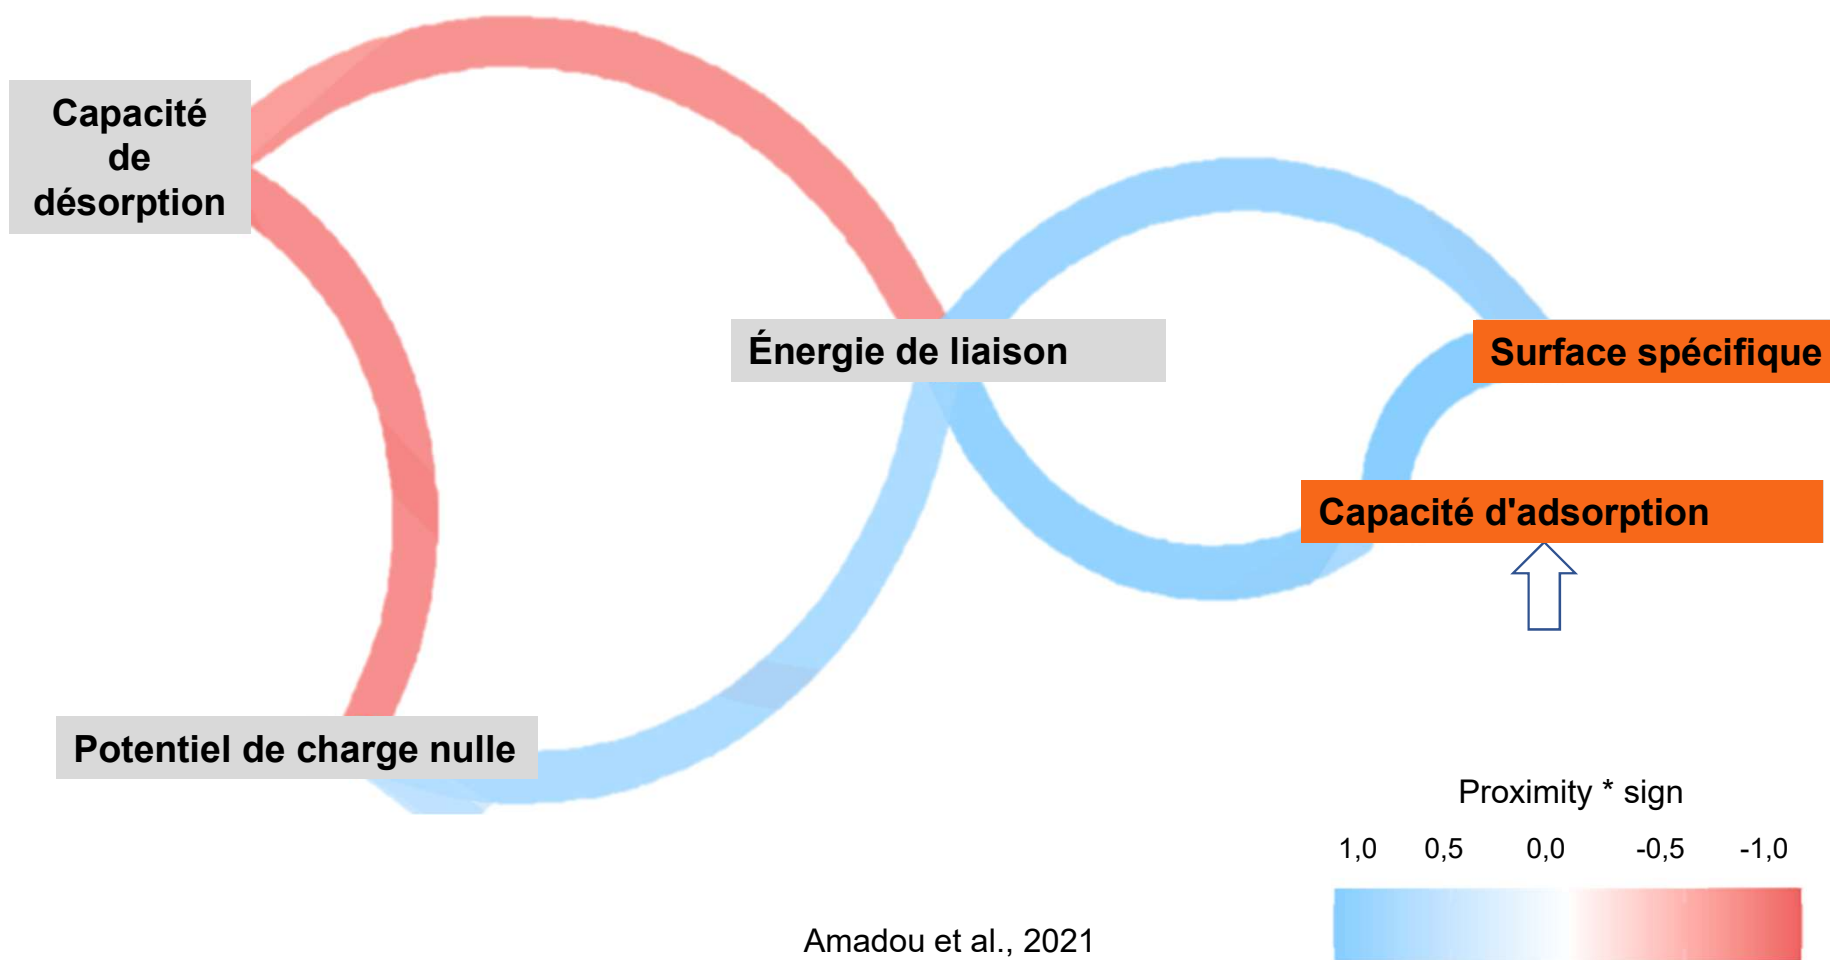 Capacité
de
désorption
Énergie de liaison
Surface spécifique
Capacité d'adsorption
Potentiel de charge nulle
Proximity * sign
1,0 0,5 0,0 -0,5 -1,0
Amadou et al., 2021